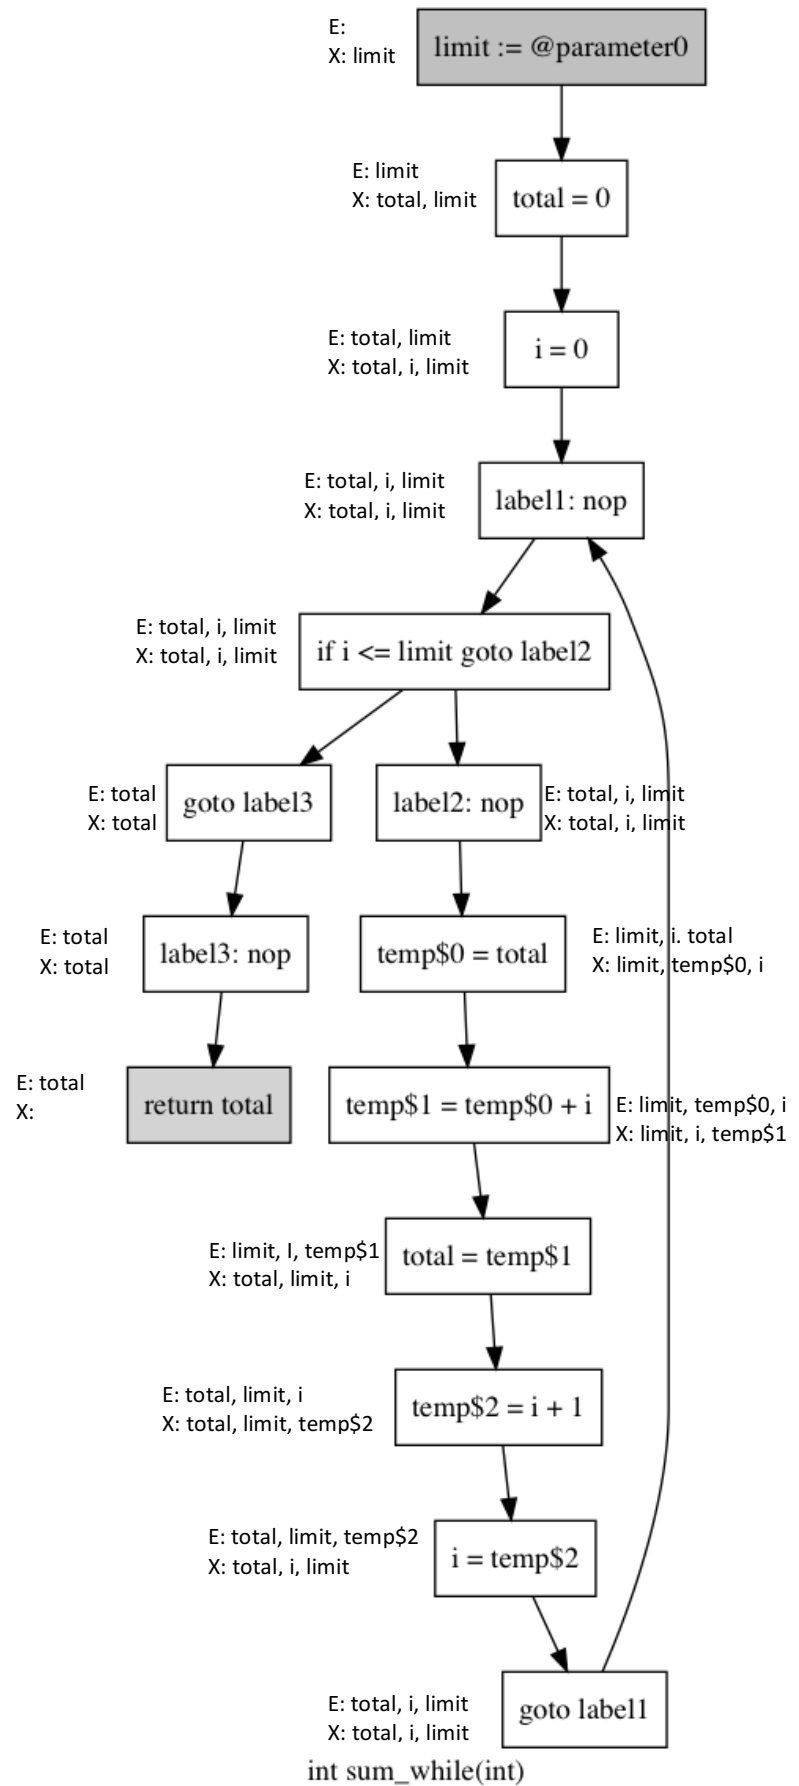 E:
X: limit
limit := @parameter0
E: limit
X: total, limit
total = 0
E: total, limit
X: total, i, limit
i = 0
E: total, i, limit
X: total, i, limit
label1: nop
E: total, i, limit
X: total, i, limit
if i <= limit goto label2
E: total
X: total
goto label3
label2: nop
E: total, i, limit
X: total, i, limit
E: total
X: total
label3: nop
temp$0 = total
E: limit, i. total
X: limit, temp$0, i
E: total
X:
return total
temp$1 = temp$0 + i
E: limit, temp$0, i
X: limit, i, temp$1
E: limit, I, temp$1
X: total, limit, i
total = temp$1
E: total, limit, i
X: total, limit, temp$2
temp$2 = i + 1
E: total, limit, temp$2
X: total, i, limit
i = temp$2
E: total, i, limit
X: total, i, limit
goto label1
int sum_while(int)